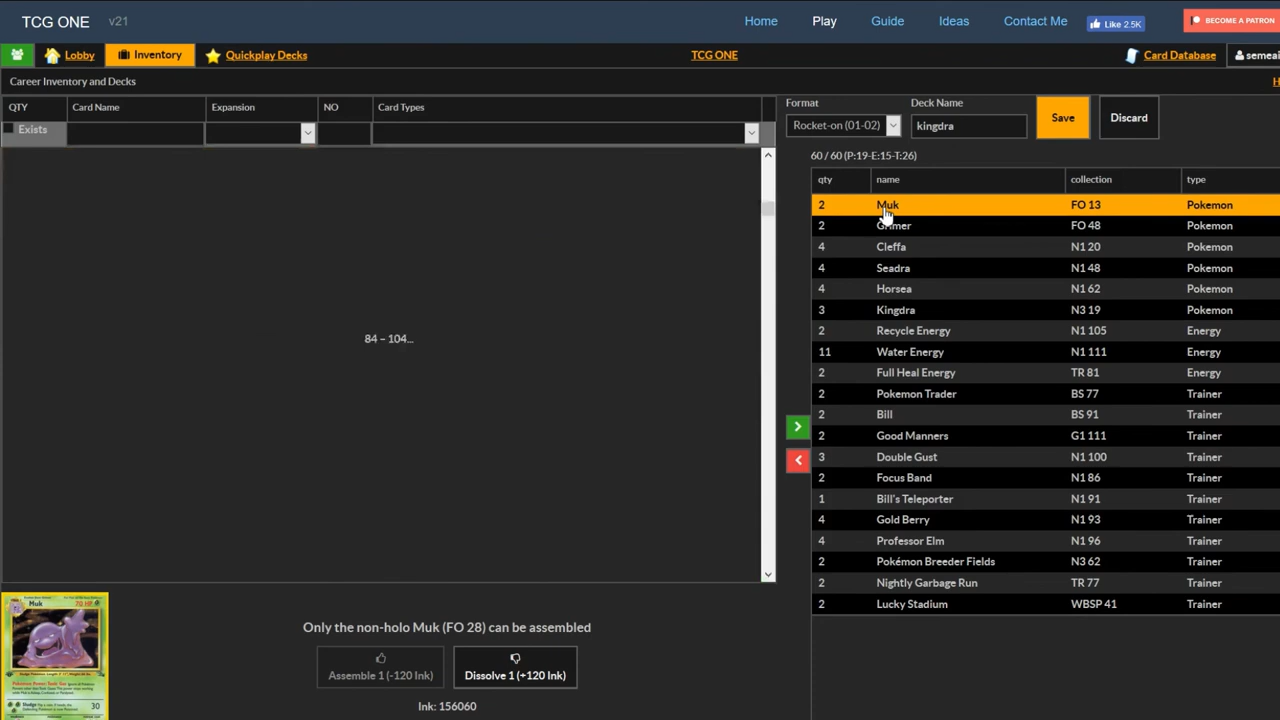 TCG ONE v21 Home Play Guide Ideas Contact Me Like 2.5K BECOME A PATRON
Lobby Inventory Quickplay Decks TCG ONE Card Database semeai
Career Inventory and Decks H
QTY Card Name Expansion NO Card Types
Exists
Format Deck Name
Rocket-on (01-02) kingdra Save Discard
60 / 60 (P:19-E:15-T:26)
qty name collection type
2 Muk FO 13 Pokemon
2 Grimer FO 48 Pokemon
4 Cleffa N1 20 Pokemon
4 Seadra N1 48 Pokemon
4 Horsea N1 62 Pokemon
3 Kingdra N3 19 Pokemon
2 Recycle Energy N1 105 Energy
11 Water Energy N1 111 Energy
2 Full Heal Energy TR 81 Energy
2 Pokemon Trader BS 77 Trainer
2 Bill BS 91 Trainer
2 Good Manners G1 111 Trainer
3 Double Gust N1 100 Trainer
2 Focus Band N1 86 Trainer
1 Bill's Teleporter N1 91 Trainer
4 Gold Berry N1 93 Trainer
4 Professor Elm N1 96 Trainer
2 Pokémon Breeder Fields N3 62 Trainer
2 Nightly Garbage Run TR 77 Trainer
2 Lucky Stadium WBSP 41 Trainer
84 – 104...
Muk 70 HP
Sludge 30
Only the non-holo Muk (FO 28) can be assembled
Assemble 1 (-120 Ink) Dissolve 1 (+120 Ink)
Ink: 156060